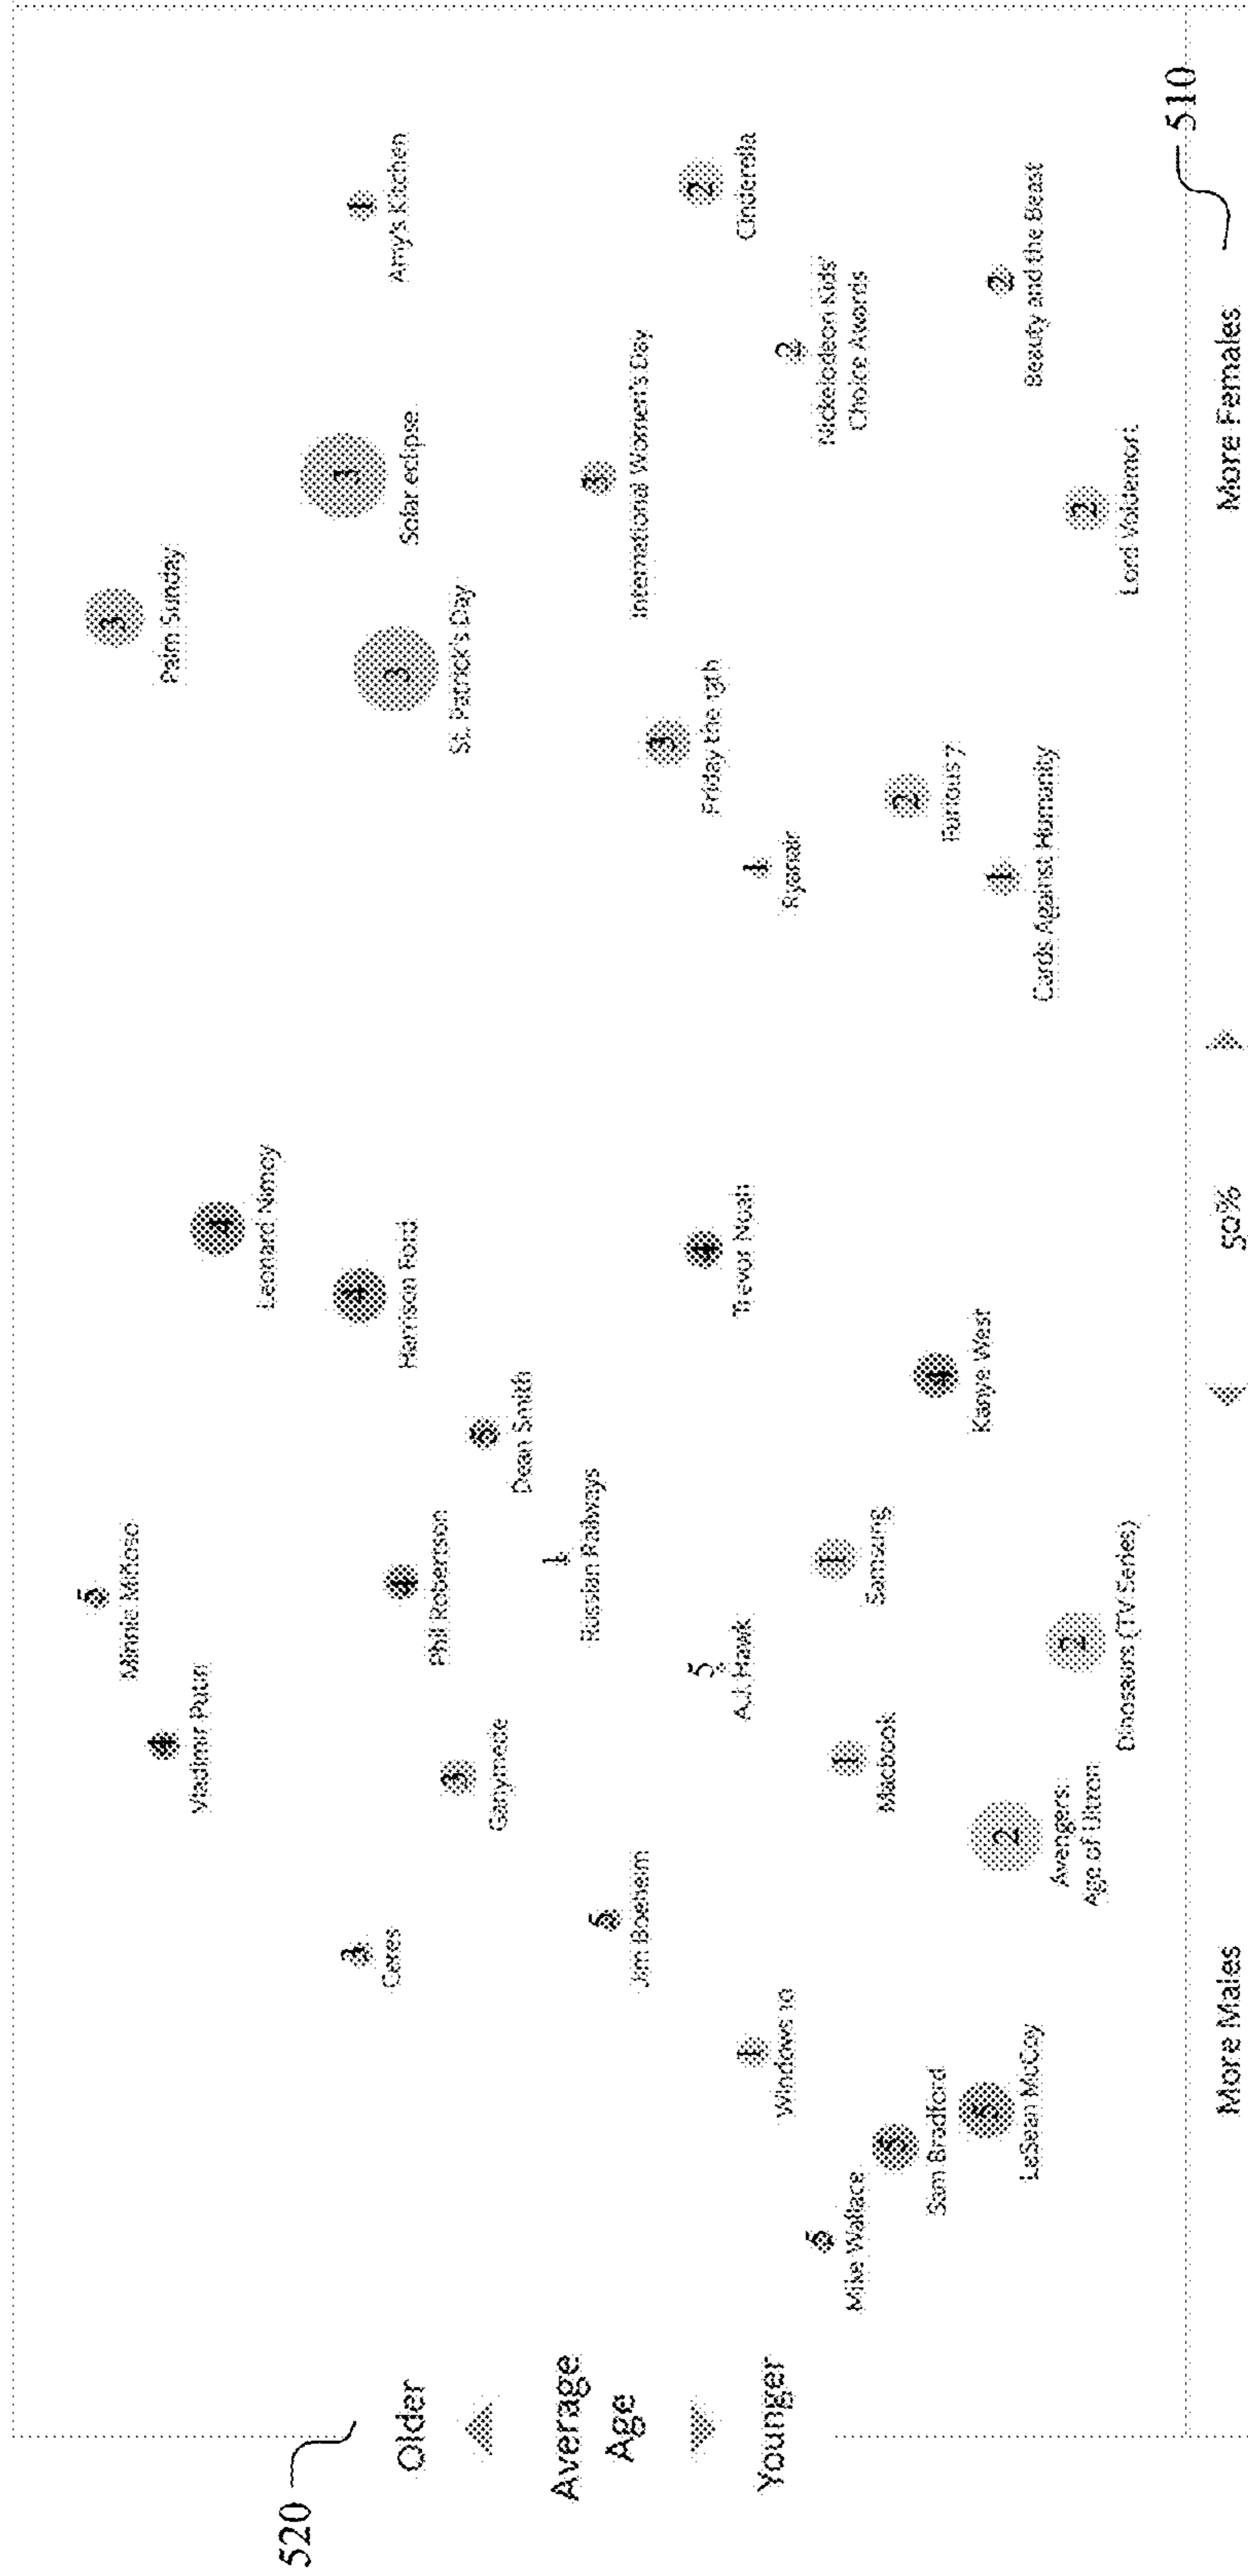 520
Older
Average
Age
Younger
5
Minnie Miñoso
3
Palm Sunday
4
Vladimir Putin
4
Leonard Nimoy
3
Solar eclipse
3
Ceres
4
Harrison Ford
1
Amy's Kitchen
4
Phil Robertson
3
St. Patrick's Day
3
Ganymede
5
Dean Smith
1
Russian Railways
5
Jim Boeheim
3
International Women's Day
3
Friday the 13th
5
A.J. Hawk
4
Trevor Noah
2
Cinderella
1
Windows 10
1
Ryanair
2
Nickelodeon Kids'
Choice Awards
5
Mike Wallace
1
Samsung
1
Macbook
5
Sam Bradford
2
Furious 7
4
Kanye West
5
LeSean McCoy
2
Avengers:
Age of Ultron
1
Cards Against Humanity
2
Beauty and the Beast
2
Dinosaurs (TV Series)
2
Lord Voldemort
510
More Males
50%
More Females